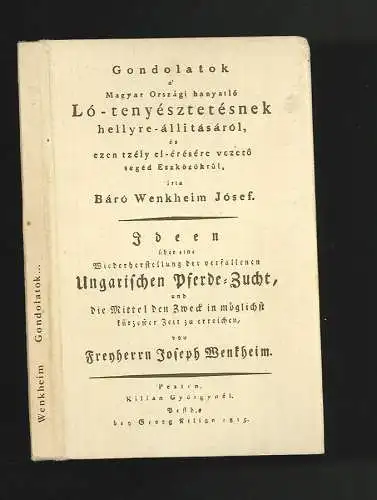 Gondolatok
a'
Magyar Országi hanyatló
Ló-tenyésztetésnek
hellyre-állitásáról,
és
ezen tzély el-érésére vezető
segéd Eszközökről,
írta
Báró Wenkheim Jósef.
Ideen
über eine
Wiederherstellung der verfallenen
Ungarischen Pferde-Zucht,
und
die Mittel den Zweck in möglichst
kürzester Zeit zu erreichen,
von
Freyherrn Joseph Wenkheim.
Pesten,
Kilian Györgynél.
Pesth,
bey Georg Kilian 1815.
Wenkheim Gondolatok...